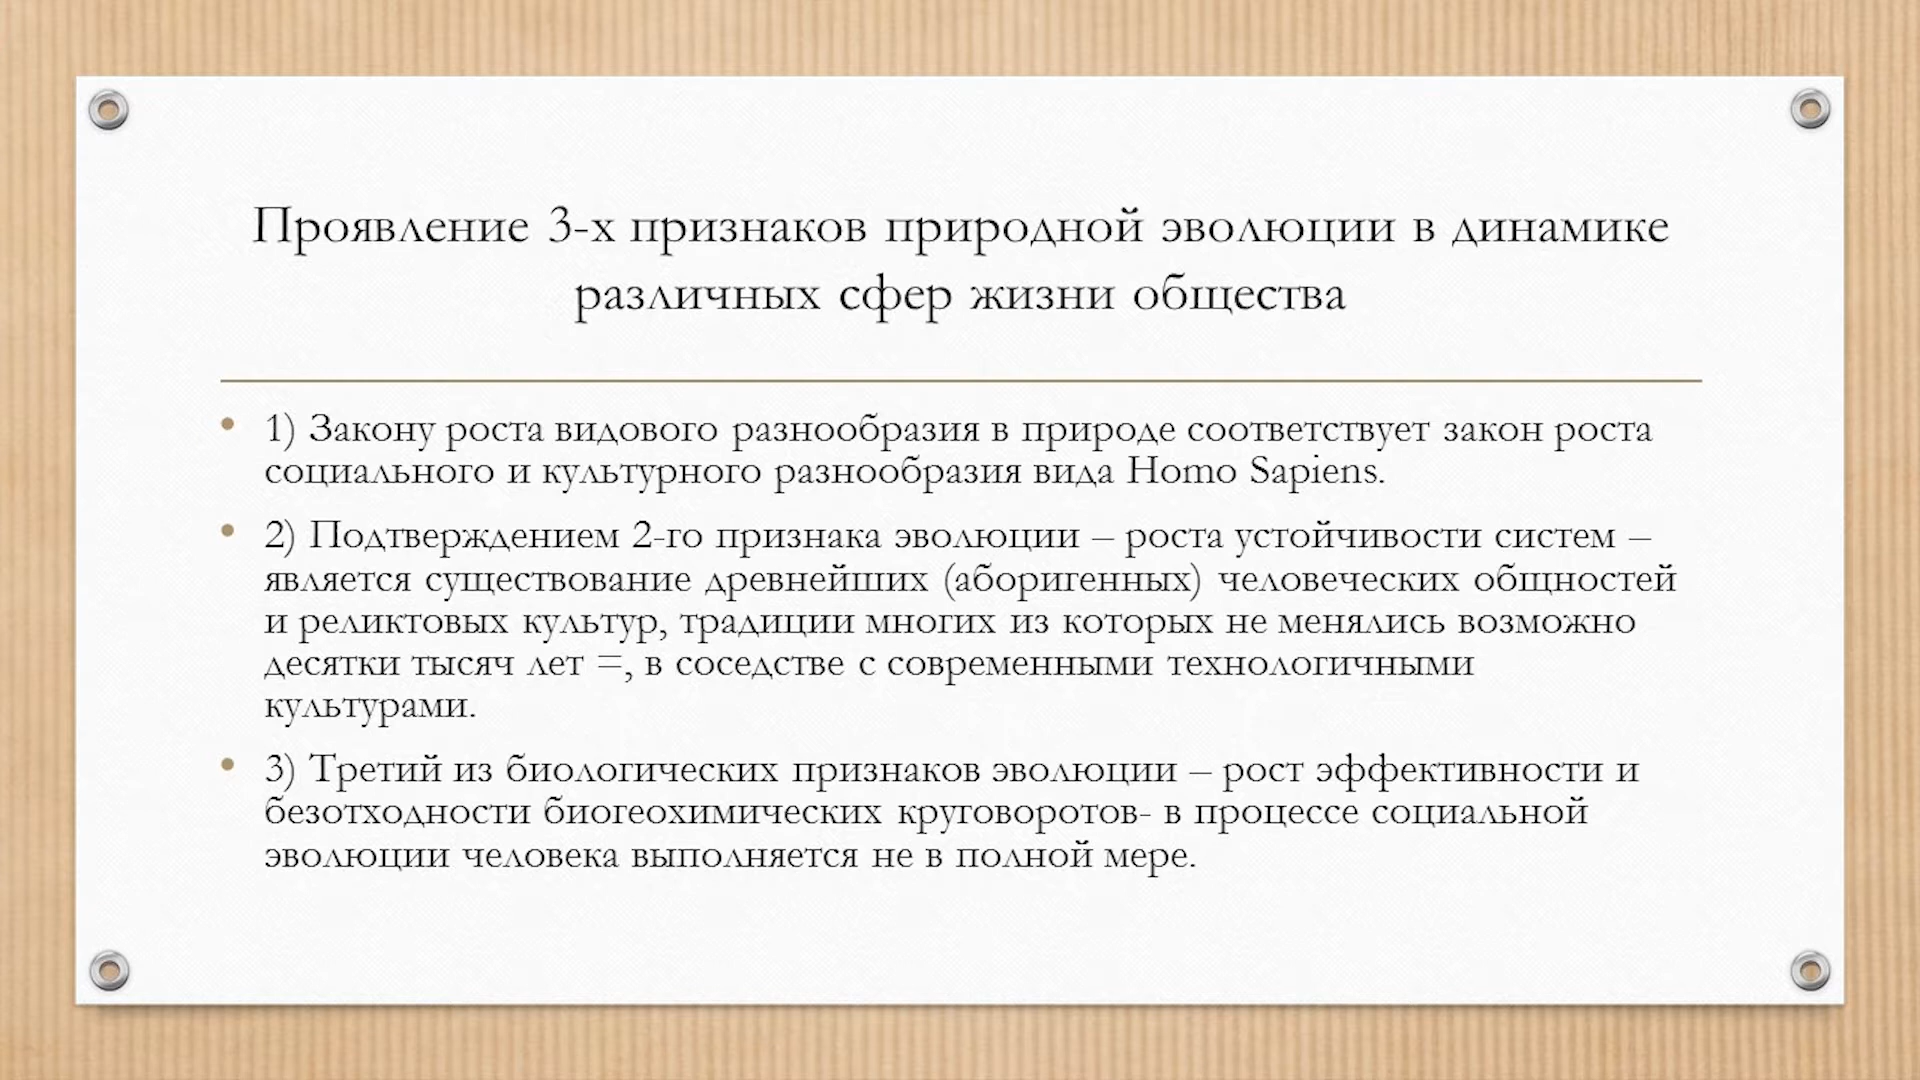 Проявление 3-х признаков природной эволюции в динамике
различных сфер жизни общества
• 1) Закону роста видового разнообразия в природе соответствует закон роста
социального и культурного разнообразия вида Homo Sapiens.
• 2) Подтверждением 2-го признака эволюции – роста устойчивости систем –
является существование древнейших (аборигенных) человеческих общностей
и реликтовых культур, традиции многих из которых не менялись возможно
десятки тысяч лет =, в соседстве с современными технологичными
культурами.
• 3) Третий из биологических признаков эволюции – рост эффективности и
безотходности биогеохимических круговоротов- в процессе социальной
эволюции человека выполняется не в полной мере.